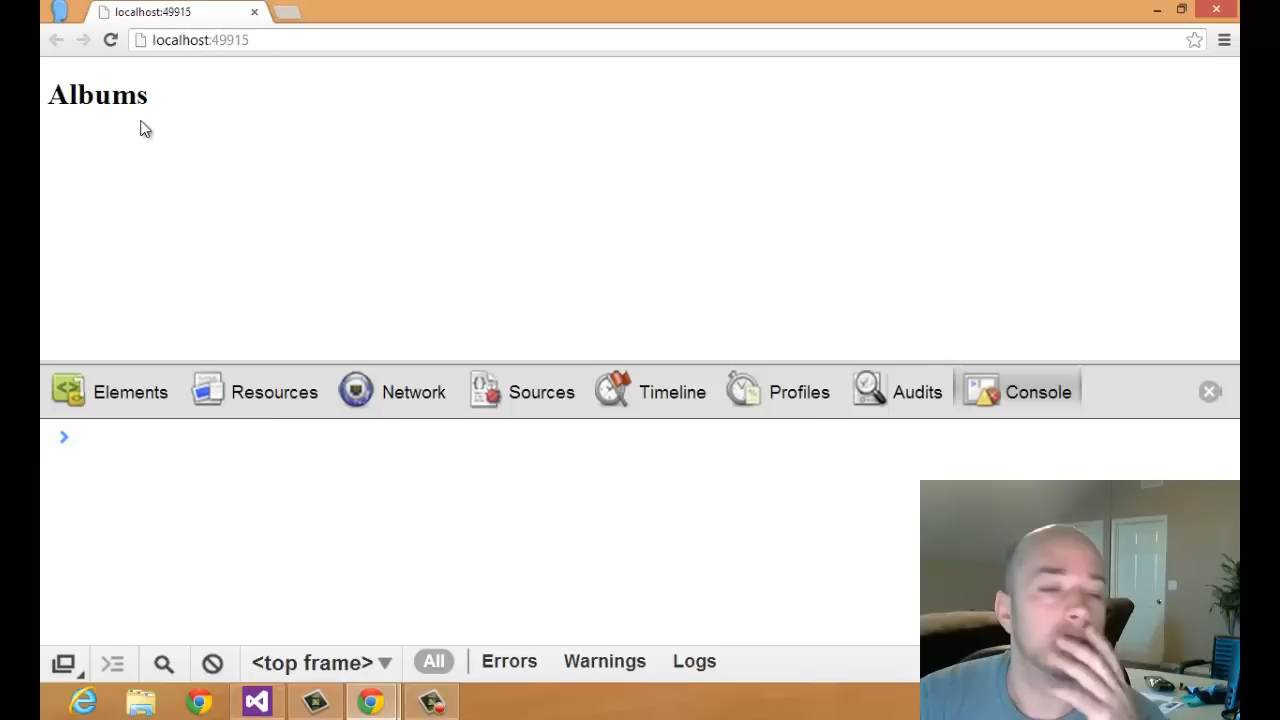 localhost:49915
localhost:49915
Albums
Elements Resources Network Sources Timeline Profiles Audits Console
<top frame> All Errors Warnings Logs